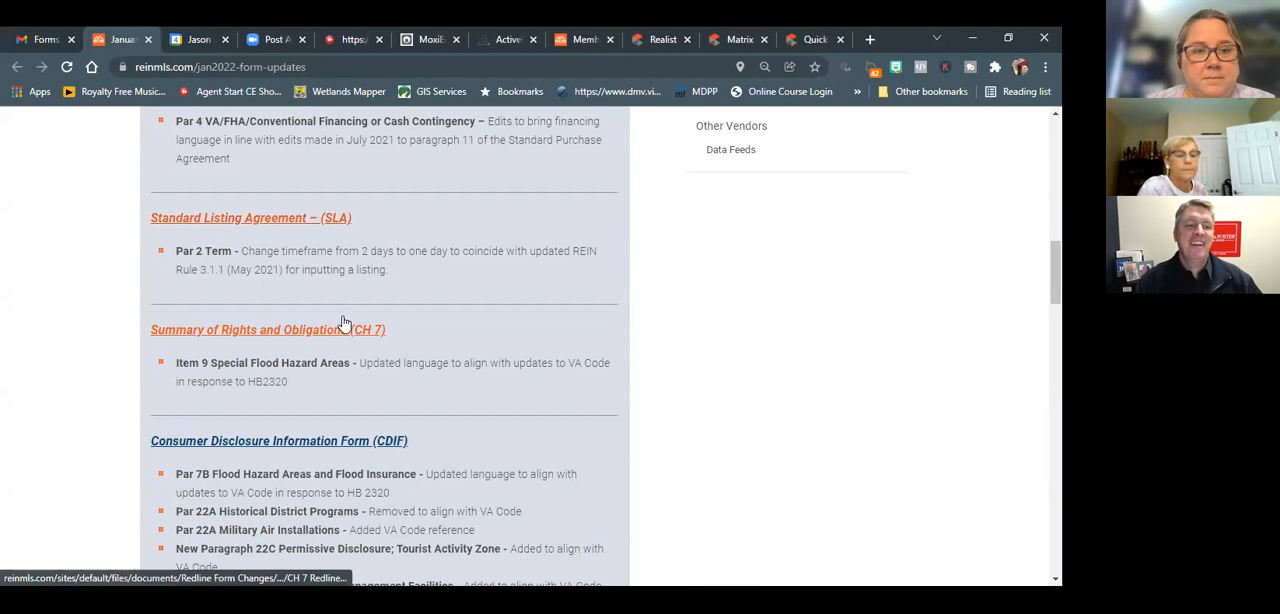 Forms
Januar
Jason
Post A
https:/
MoxiEn
Active
Memb
Realist
Matrix
Quick
reinmls.com/jan2022-form-updates
42
Apps
Royalty Free Music...
Agent Start CE Sho...
Wetlands Mapper
GIS Services
Bookmarks
https://www.dmv.vi...
MDPP
Online Course Login
»
Other bookmarks
Reading list
Par 4 VA/FHA/Conventional Financing or Cash Contingency – Edits to bring financing
language in line with edits made in July 2021 to paragraph 11 of the Standard Purchase
Agreement
Other Vendors
Data Feeds
Standard Listing Agreement – (SLA)
Par 2 Term - Change timeframe from 2 days to one day to coincide with updated REIN
Rule 3.1.1 (May 2021) for inputting a listing.
Summary of Rights and Obligation (CH 7)
Item 9 Special Flood Hazard Areas - Updated language to align with updates to VA Code
in response to HB2320
Consumer Disclosure Information Form (CDIF)
Par 7B Flood Hazard Areas and Flood Insurance - Updated language to align with
updates to VA Code in response to HB 2320
Par 22A Historical District Programs - Removed to align with VA Code
Par 22A Military Air Installations - Added VA Code reference
New Paragraph 22C Permissive Disclosure; Tourist Activity Zone - Added to align with
VA Code
reinmls.com/sites/default/files/documents/Redline Form Changes/.../CH 7 Redline...